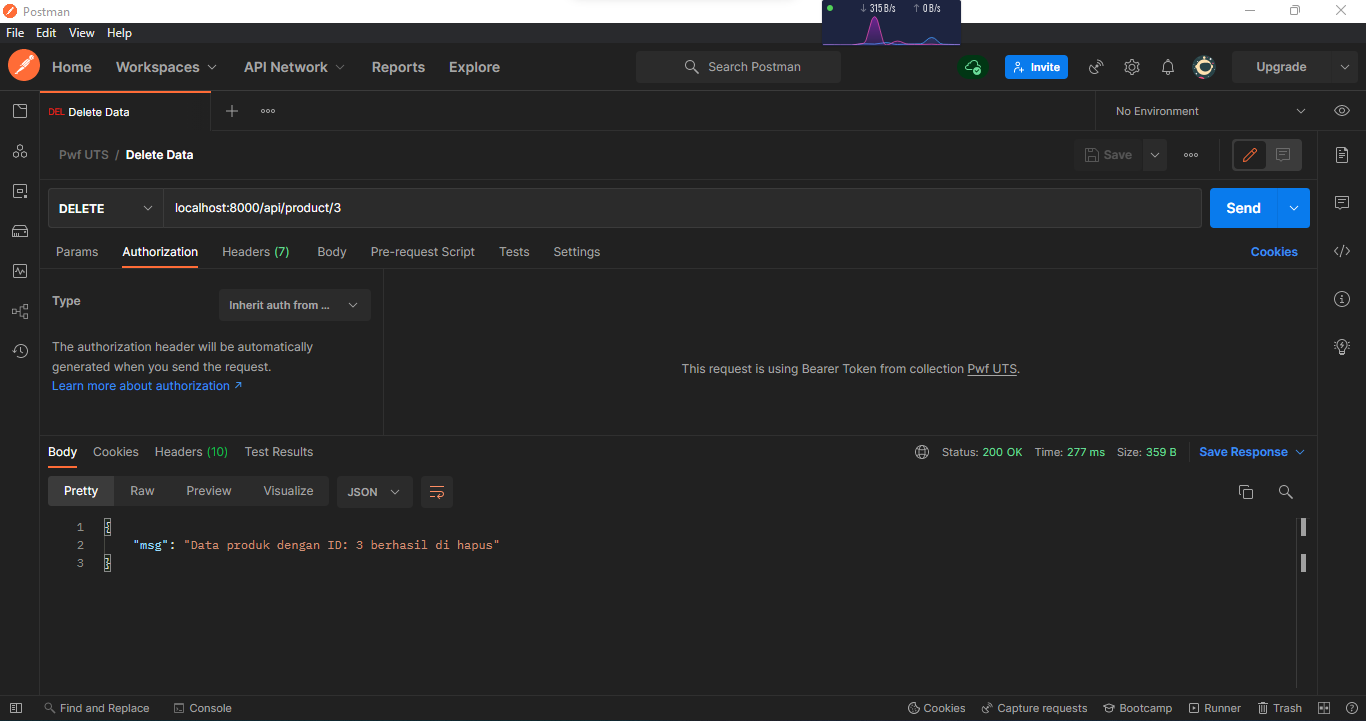 Postman
↓ 315 B/s ↑ 0 B/s
File Edit View Help
Home Workspaces API Network Reports Explore Search Postman Invite Upgrade
DEL Delete Data No Environment
Pwf UTS / Delete Data Save
DELETE localhost:8000/api/product/3 Send
Params Authorization Headers (7) Body Pre-request Script Tests Settings Cookies
Type Inherit auth from ...
The authorization header will be automatically
generated when you send the request.
Learn more about authorization ↗
This request is using Bearer Token from collection Pwf UTS.
Body Cookies Headers (10) Test Results Status: 200 OK Time: 277 ms Size: 359 B Save Response
Pretty Raw Preview Visualize JSON
1 {
2 "msg": "Data produk dengan ID: 3 berhasil di hapus"
3 }
Find and Replace Console Cookies Capture requests Bootcamp Runner Trash